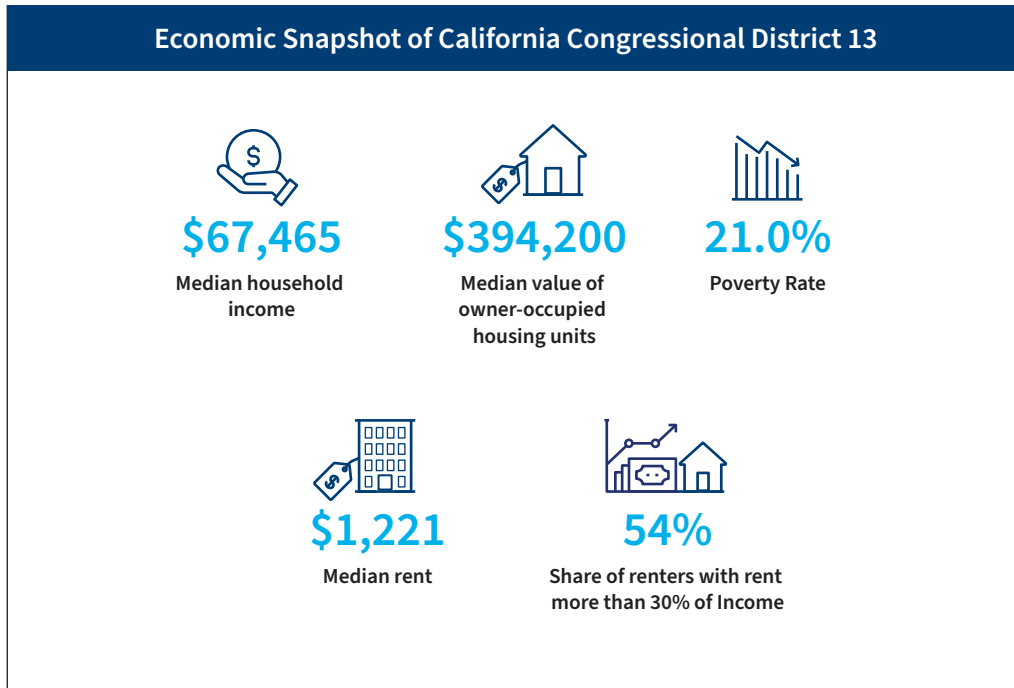 Economic Snapshot of California Congressional District 13
$
$
$67,465
$394,200
21.0%
Median household
income
Median value of
owner-occupied
housing units
Poverty Rate
$
$1,221
54%
Median rent
Share of renters with rent
more than 30% of Income